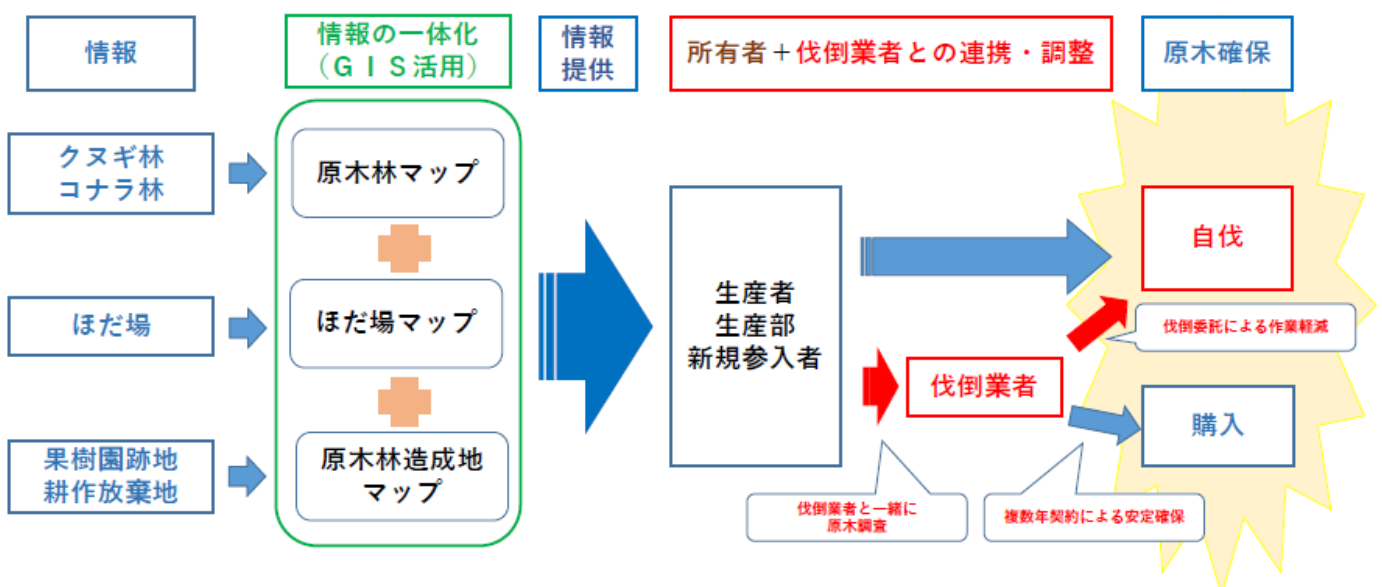 情報
情報の一体化
（ＧＩＳ活用）
情報
提供
所有者＋伐倒業者との連携・調整
原木確保
クヌギ林
コナラ林
原木林マップ
ほだ場
ほだ場マップ
果樹園跡地
耕作放棄地
原木林造成地
マップ
生産者
生産部
新規参入者
伐倒業者
自伐
伐倒委託による作業軽減
購入
伐倒業者と一緒に
原木調査
複数年契約による安定確保